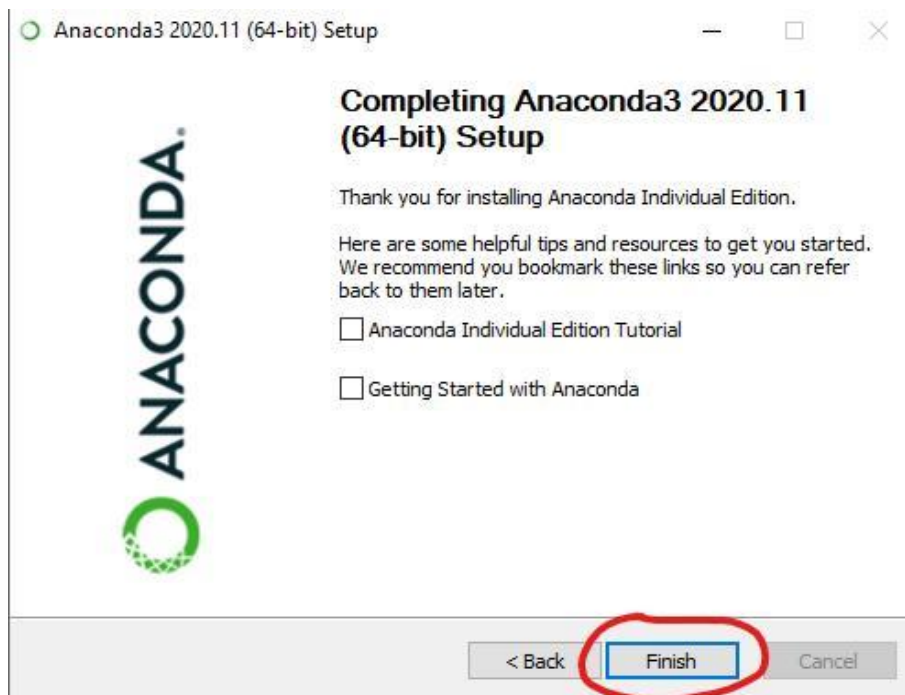 Anaconda3 2020.11 (64-bit) Setup
Completing Anaconda3 2020.11
(64-bit) Setup
Thank you for installing Anaconda Individual Edition.
Here are some helpful tips and resources to get you started.
We recommend you bookmark these links so you can refer
back to them later.
Anaconda Individual Edition Tutorial
Getting Started with Anaconda
ANACONDA.
< Back Finish Cancel